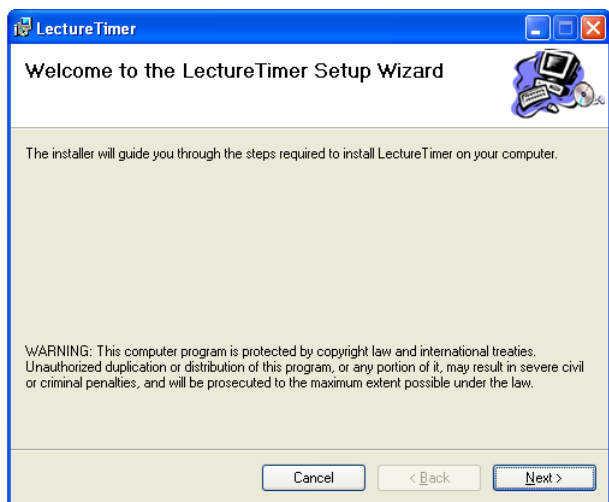 LectureTimer
Welcome to the LectureTimer Setup Wizard
The installer will guide you through the steps required to install LectureTimer on your computer.
WARNING: This computer program is protected by copyright law and international treaties.
Unauthorized duplication or distribution of this program, or any portion of it, may result in severe civil
or criminal penalties, and will be prosecuted to the maximum extent possible under the law.
Cancel
< Back
Next >